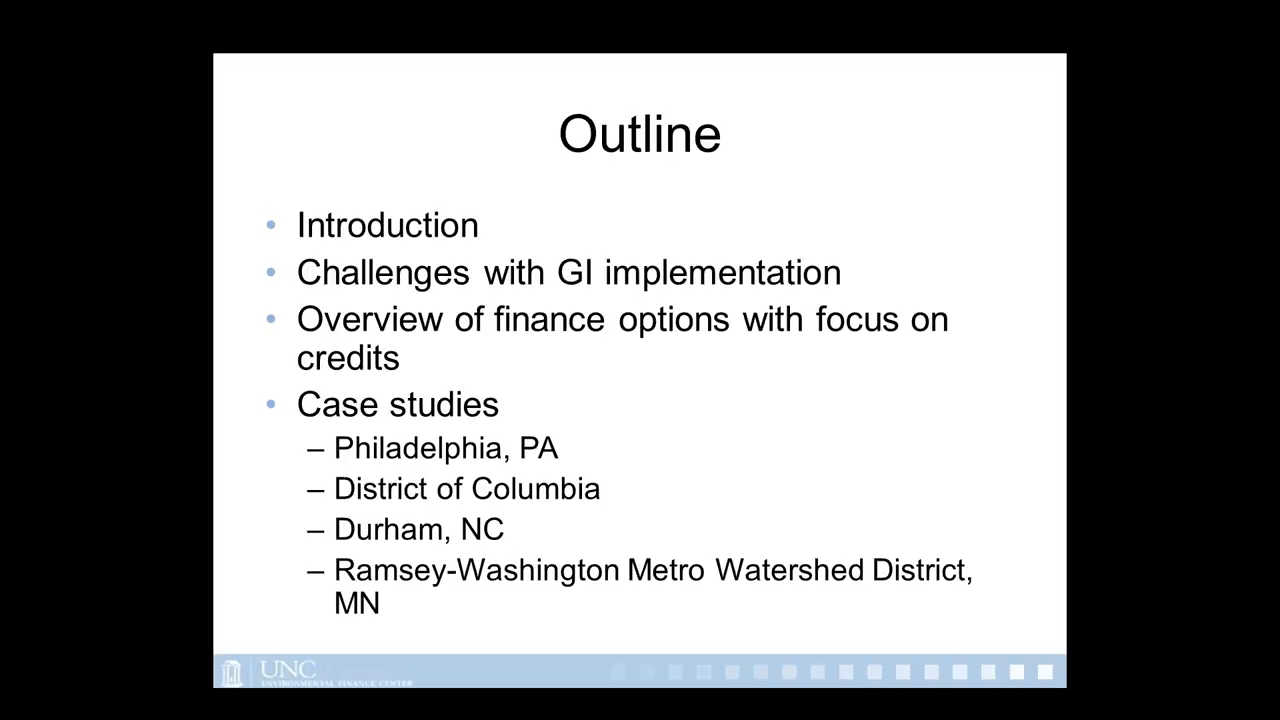 Outline
• Introduction
• Challenges with GI implementation
• Overview of finance options with focus on
credits
• Case studies
– Philadelphia, PA
– District of Columbia
– Durham, NC
– Ramsey-Washington Metro Watershed District,
MN
UNC
ENVIRONMENTAL FINANCE CENTER